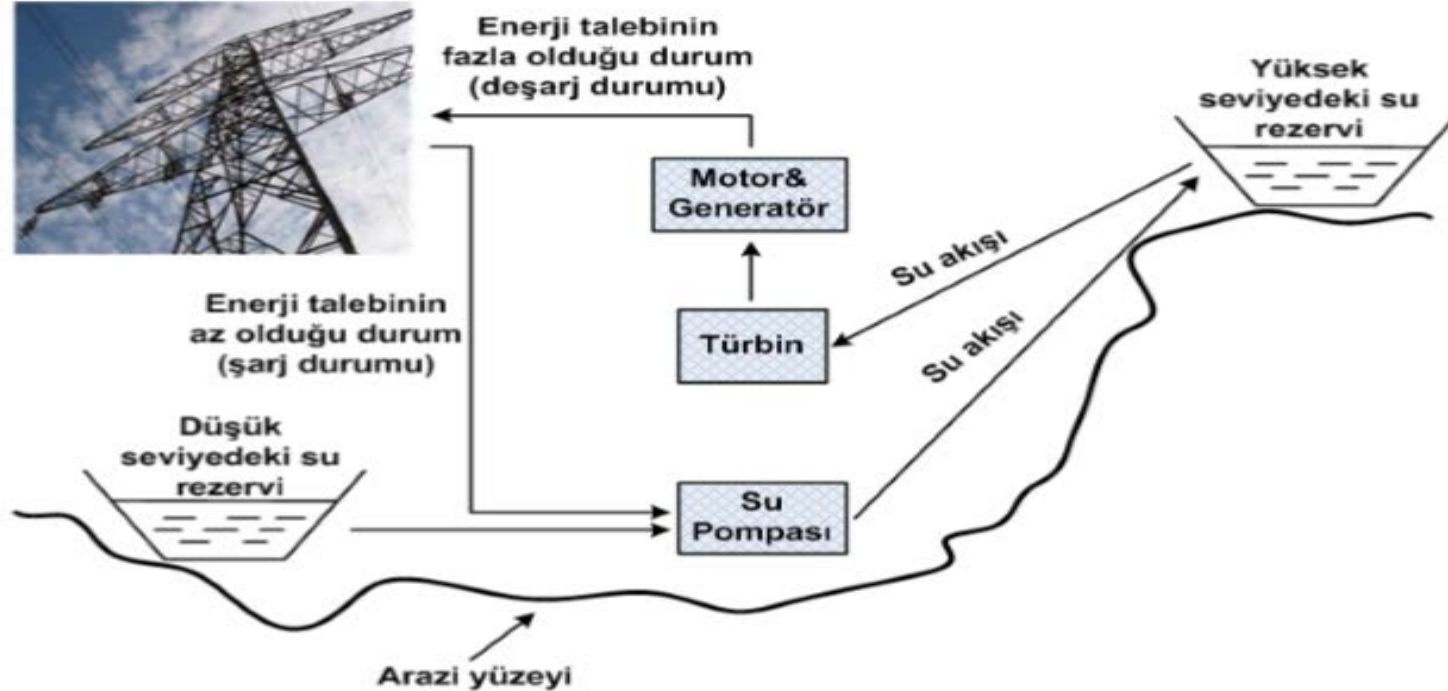 Enerji talebinin
fazla olduğu durum
(deşarj durumu)
Yüksek
seviyedeki su
rezervi
Motor&
Generatör
Su akışı
Enerji talebinin
az olduğu durum
(şarj durumu)
Türbin
Su akışı
Düşük
seviyedeki su
rezervi
Su
Pompası
Arazi yüzeyi